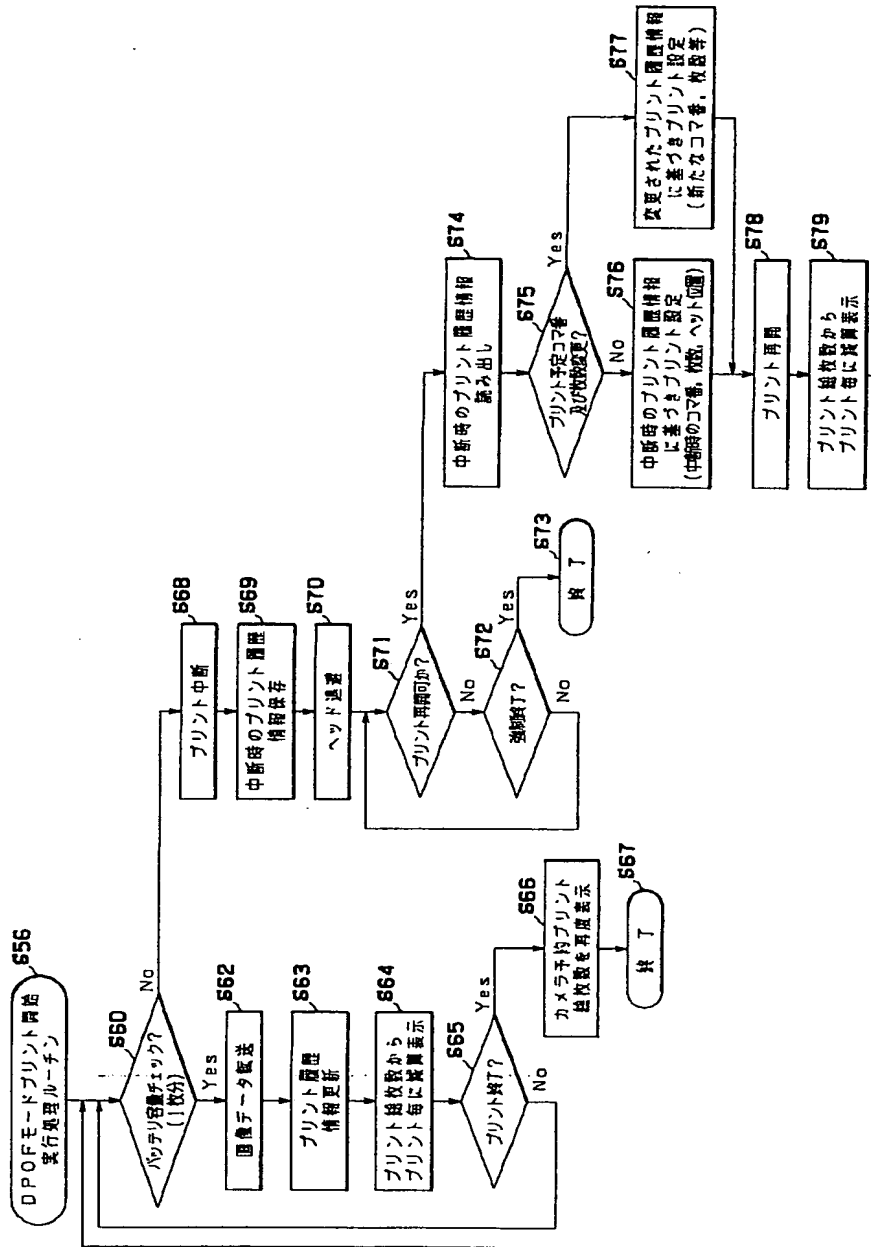 S56
DPOFモードプリント開始
実行処理ルーチン
S60
バッテリ容量チェック?
(1枚分)
No
Yes
S62
画像データ転送
S63
プリント履歴
情報更新
S64
プリント総枚数から
プリント毎に減算表示
S65
プリント終了?
Yes
No
S66
カメラ予約プリント
総枚数を再度表示
S67
終了
S68
プリント中断
S69
中断時のプリント履歴
情報保存
S70
ヘッド退避
S71
プリント再開可か?
Yes
No
S72
強制終了?
Yes
No
S73
終了
S74
中断時のプリント履歴情報
読み出し
S75
プリント予定コマ番
及び枚数変更?
Yes
No
S76
中断時のプリント履歴情報
に基づきプリント設定
(中断時のコマ番,枚数,ヘット位置)
S77
変更されたプリント履歴情報
に基づきプリント設定
(新たなコマ番,枚数等)
S78
プリント再開
S79
プリント総枚数から
プリント毎に減算表示